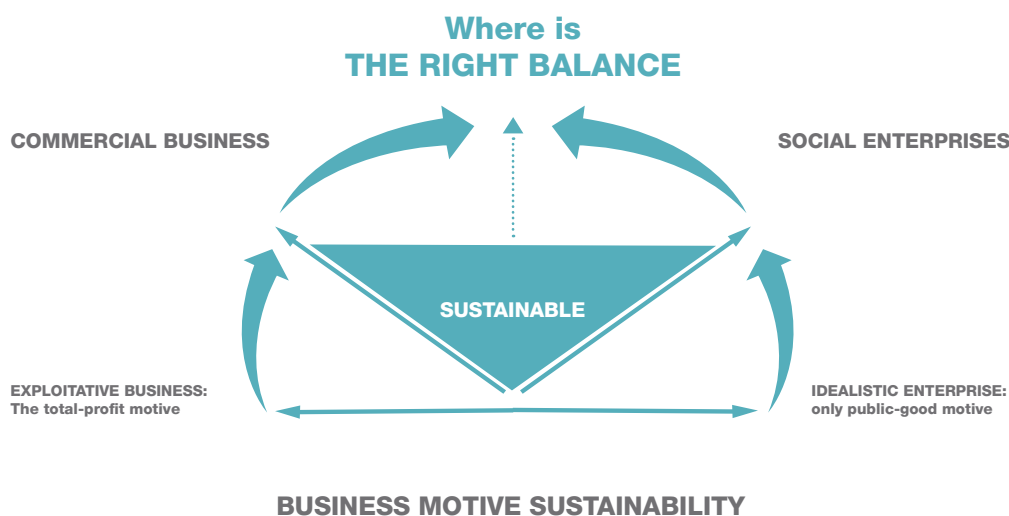 Where is
THE RIGHT BALANCE
COMMERCIAL BUSINESS
SOCIAL ENTERPRISES
SUSTAINABLE
EXPLOITATIVE BUSINESS:
The total-profit motive
IDEALISTIC ENTERPRISE:
only public-good motive
BUSINESS MOTIVE SUSTAINABILITY